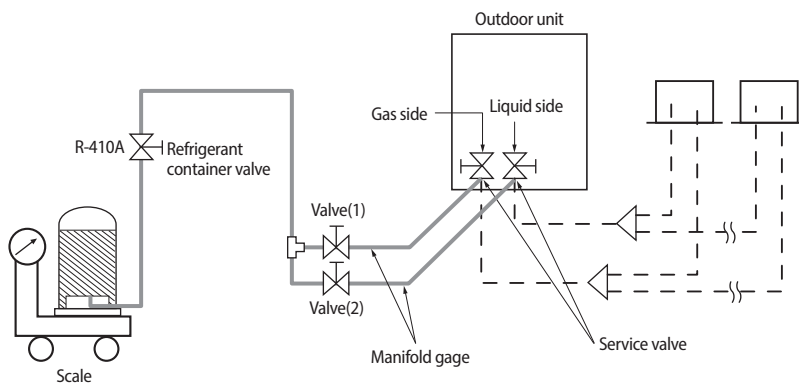 Outdoor unit
Gas side
Liquid side
R-410A
Refrigerant
container valve
Valve(1)
Valve(2)
Manifold gage
Service valve
Scale